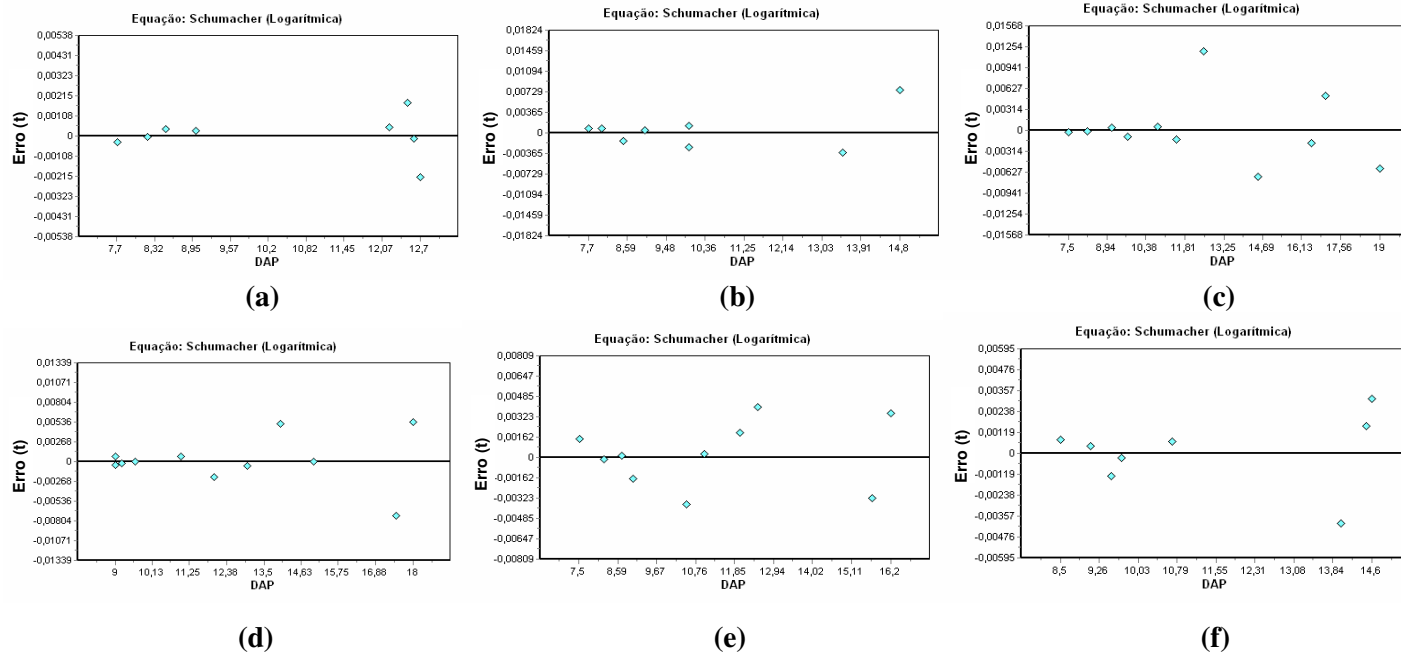 Equação: Schumacher (Logarítmica)
0,00538
0,00431
0,00323
0,00215
0,00108
0
-0,00108
-0,00215
-0,00323
-0,00431
-0,00538
Erro (t)
7,7 8,32 8,95 9,57 10,2 10,82 11,45 12,07 12,7
DAP
(a)
Equação: Schumacher (Logarítmica)
0,01824
0,01459
0,01094
0,00729
0,00365
0
-0,00365
-0,00729
-0,01094
-0,01459
-0,01824
Erro (t)
7,7 8,59 9,48 10,36 11,25 12,14 13,03 13,91 14,8
DAP
(b)
Equação: Schumacher (Logarítmica)
0,01568
0,01254
0,00941
0,00627
0,00314
0
-0,00314
-0,00627
-0,00941
-0,01254
-0,01568
Erro (t)
7,5 8,94 10,38 11,81 13,25 14,69 16,13 17,56 19
DAP
(c)
Equação: Schumacher (Logarítmica)
0,01339
0,01071
0,00804
0,00536
0,00268
0
-0,00268
-0,00536
-0,00804
-0,01071
-0,01339
Erro (t)
9 10,13 11,25 12,38 13,5 14,63 15,75 16,88 18
DAP
(d)
Equação: Schumacher (Logarítmica)
0,00809
0,00647
0,00485
0,00323
0,00162
0
-0,00162
-0,00323
-0,00485
-0,00647
-0,00809
Erro (t)
7,5 8,59 9,67 10,76 11,85 12,94 14,02 15,11 16,2
DAP
(e)
Equação: Schumacher (Logarítmica)
0,00595
0,00476
0,00357
0,00238
0,00119
0
-0,00119
-0,00238
-0,00357
-0,00476
-0,00595
Erro (t)
8,5 9,26 10,03 10,79 11,55 12,31 13,08 13,84 14,6
DAP
(f)